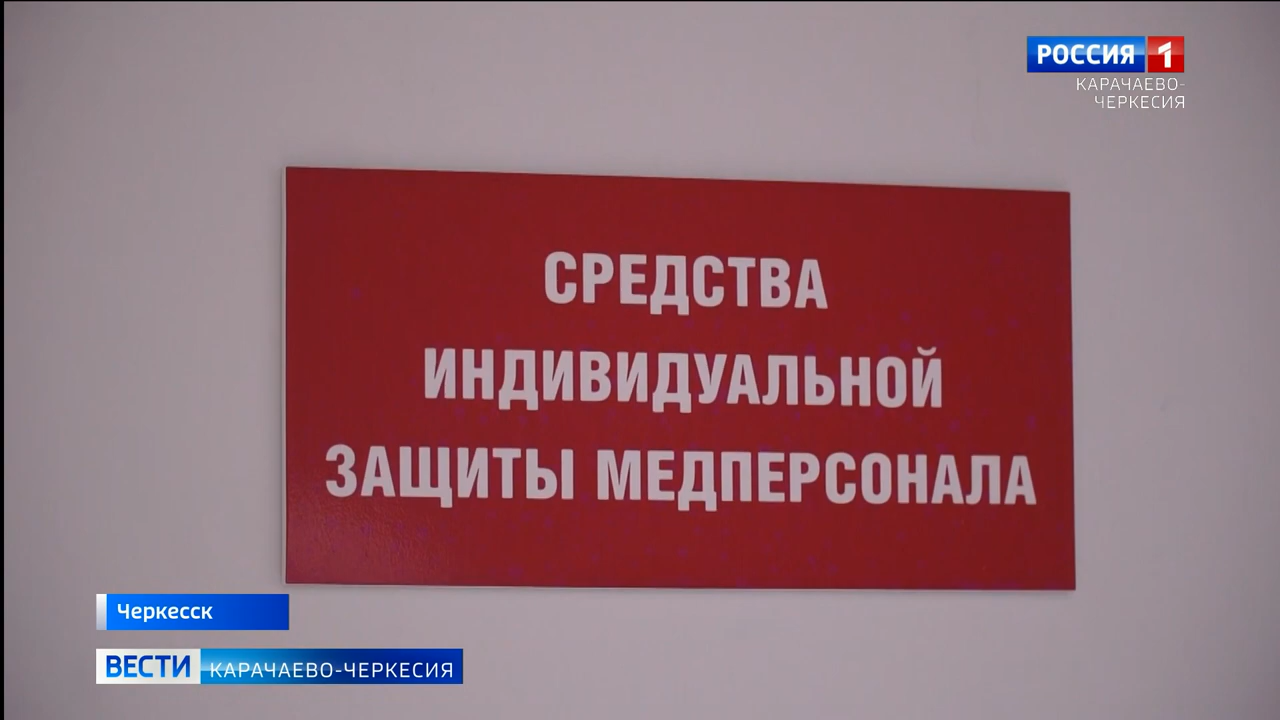 РОССИЯ 1
КАРАЧАЕВО-
ЧЕРКЕСИЯ
СРЕДСТВА
ИНДИВИДУАЛЬНОЙ
ЗАЩИТЫ МЕДПЕРСОНАЛА
Черкесск
ВЕСТИ КАРАЧАЕВО-ЧЕРКЕСИЯ